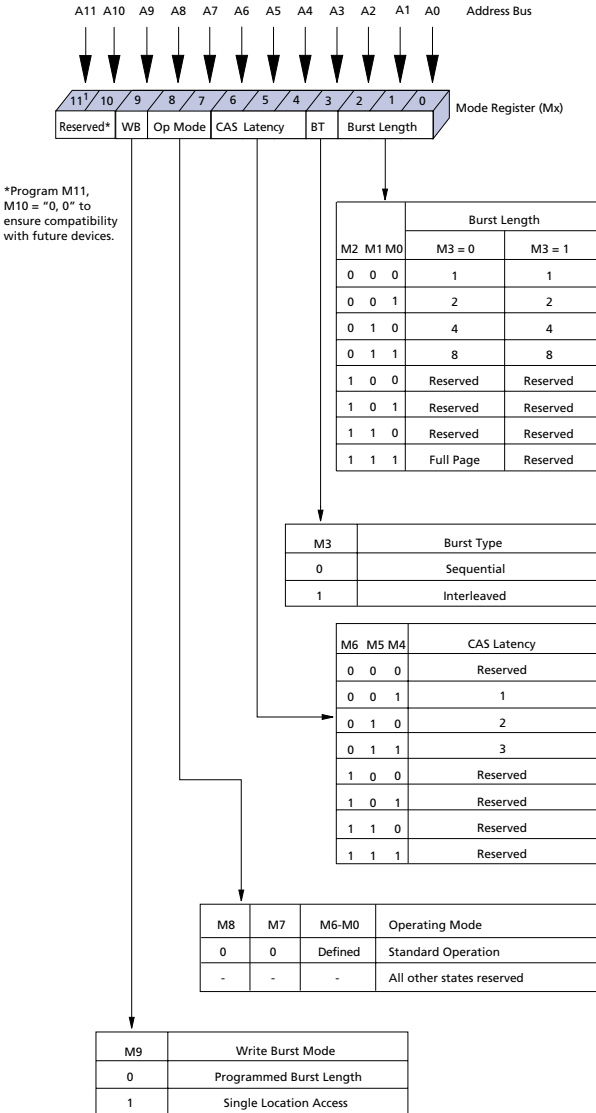 A11 A10 A9 A8 A7 A6 A5 A4 A3 A2 A1 A0 Address Bus
11¹ 10 9 8 7 6 5 4 3 2 1 0
Mode Register (Mx)
Reserved* WB Op Mode CAS Latency BT Burst Length
*Program M11,
M10 = “0, 0” to
ensure compatibility
with future devices.
Burst Length
M2 M1 M0 M3 = 0 M3 = 1
0 0 0 1 1
0 0 1 2 2
0 1 0 4 4
0 1 1 8 8
1 0 0 Reserved Reserved
1 0 1 Reserved Reserved
1 1 0 Reserved Reserved
1 1 1 Full Page Reserved
M3 Burst Type
0 Sequential
1 Interleaved
M6 M5 M4 CAS Latency
0 0 0 Reserved
0 0 1 1
0 1 0 2
0 1 1 3
1 0 0 Reserved
1 0 1 Reserved
1 1 0 Reserved
1 1 1 Reserved
M8 M7 M6-M0 Operating Mode
0 0 Defined Standard Operation
- - - All other states reserved
M9 Write Burst Mode
0 Programmed Burst Length
1 Single Location Access